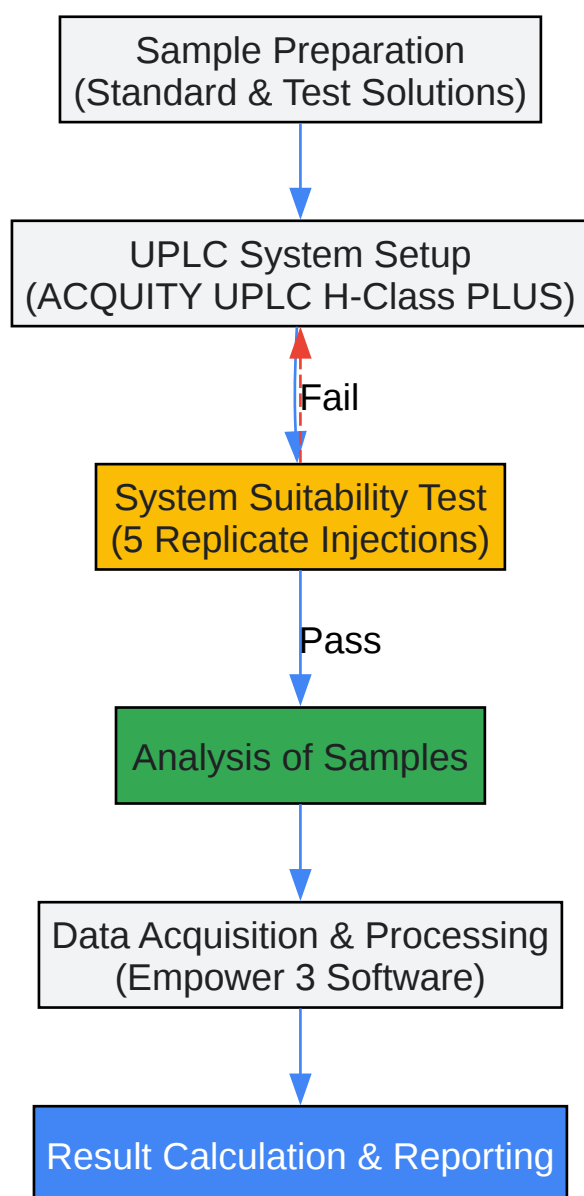 Sample Preparation
(Standard & Test Solutions)
UPLC System Setup
(ACQUITY UPLC H-Class PLUS)
Fail
System Suitability Test
(5 Replicate Injections)
Pass
Analysis of Samples
Data Acquisition & Processing
(Empower 3 Software)
Result Calculation & Reporting